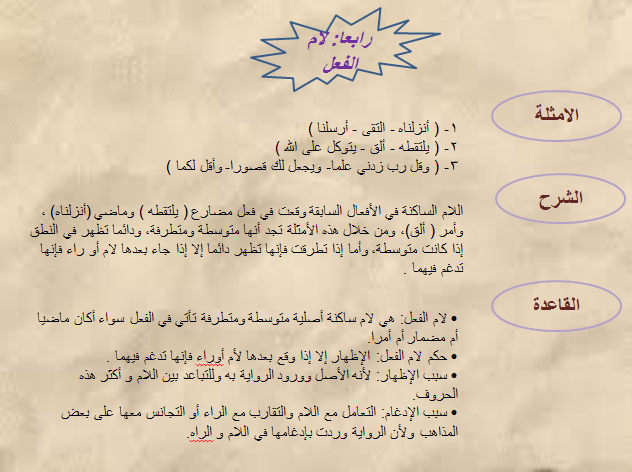 رابعا: لام
الفعل
الامثلة
١- ( أنزلناه - التقى - أرسلنا )
٢- ( يلتقطه - ألق - يتوكل على الله )
٣- ( وقل رب زدني علما- ويجعل لك قصورا- وأقل لكما )
الشرح
اللام الساكنة في الأفعال السابقة وقعت في فعل مضارع ( يلتقطه ) وماضي (أنزلناه) ،
وأمر ( ألق)، ومن خلال هذه الأمثلة تجد أنها متوسطة ومتطرفة، ودائما تظهر في النطق
إذا كانت متوسطة، وأما إذا تطرقت فإنها تظهر دائما إلا إذا جاء بعدها لام أو راء فإنها
تدغم فيهما .
القاعدة
• لام الفعل: هي لام ساكنة أصلية متوسطة ومتطرفة تأتي في الفعل سواء أكان ماضيا
أم مضمار أم أمرا.
• حكم لام الفعل: الإظهار إلا إذا وقع بعدها لأم أوراء فإنها تدغم فيهما .
• سبب الإظهار: لأنه الأصل وورود الرواية به وللتباعد بين اللام و أكثر هذه
الحروف.
• سبب الإدغام: التعامل مع اللام والتقارب مع الراء أو التجانس معها على بعض
المذاهب ولأن الرواية وردت بإدغامها في اللام و الراه.